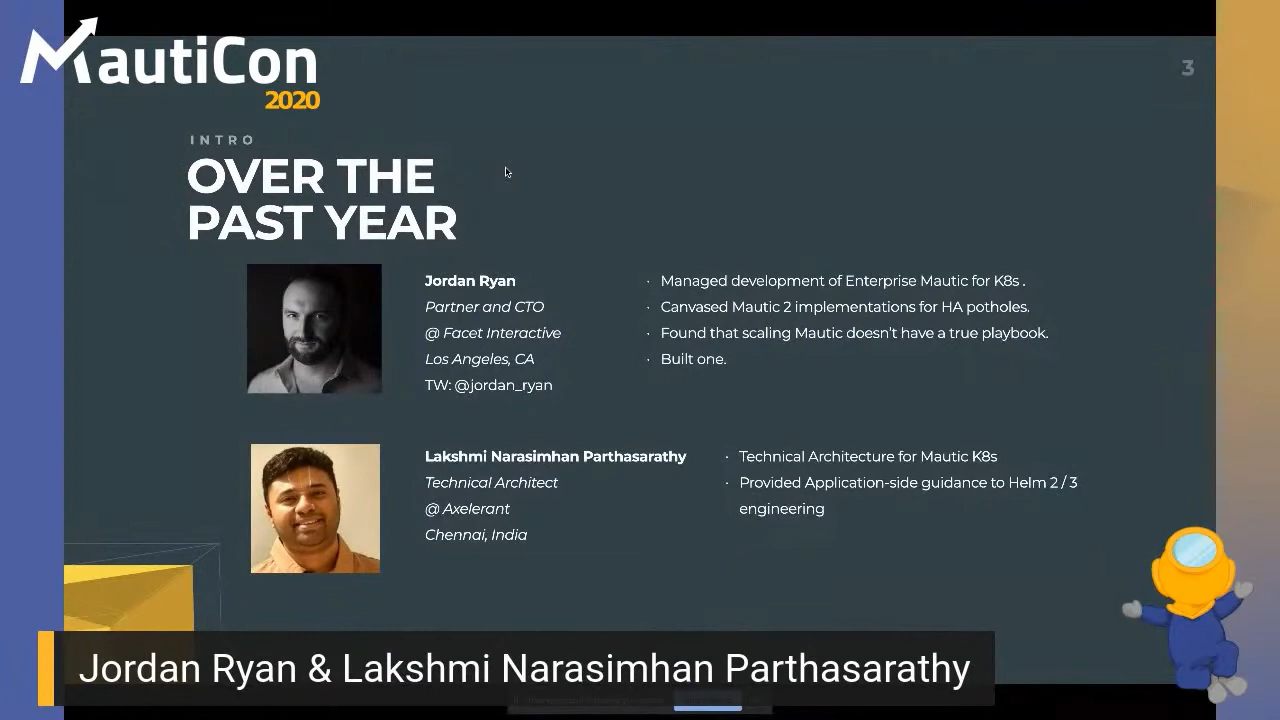 MautiCon
2020
3
INTRO
OVER THE
PAST YEAR
Jordan Ryan
Partner and CTO
@ Facet Interactive
Los Angeles, CA
TW: @jordan_ryan
· Managed development of Enterprise Mautic for K8s .
· Canvased Mautic 2 implementations for HA potholes.
· Found that scaling Mautic doesn't have a true playbook.
· Built one.
Lakshmi Narasimhan Parthasarathy
Technical Architect
@ Axelerant
Chennai, India
· Technical Architecture for Mautic K8s
· Provided Application-side guidance to Helm 2 / 3
engineering
Jordan Ryan & Lakshmi Narasimhan Parthasarathy